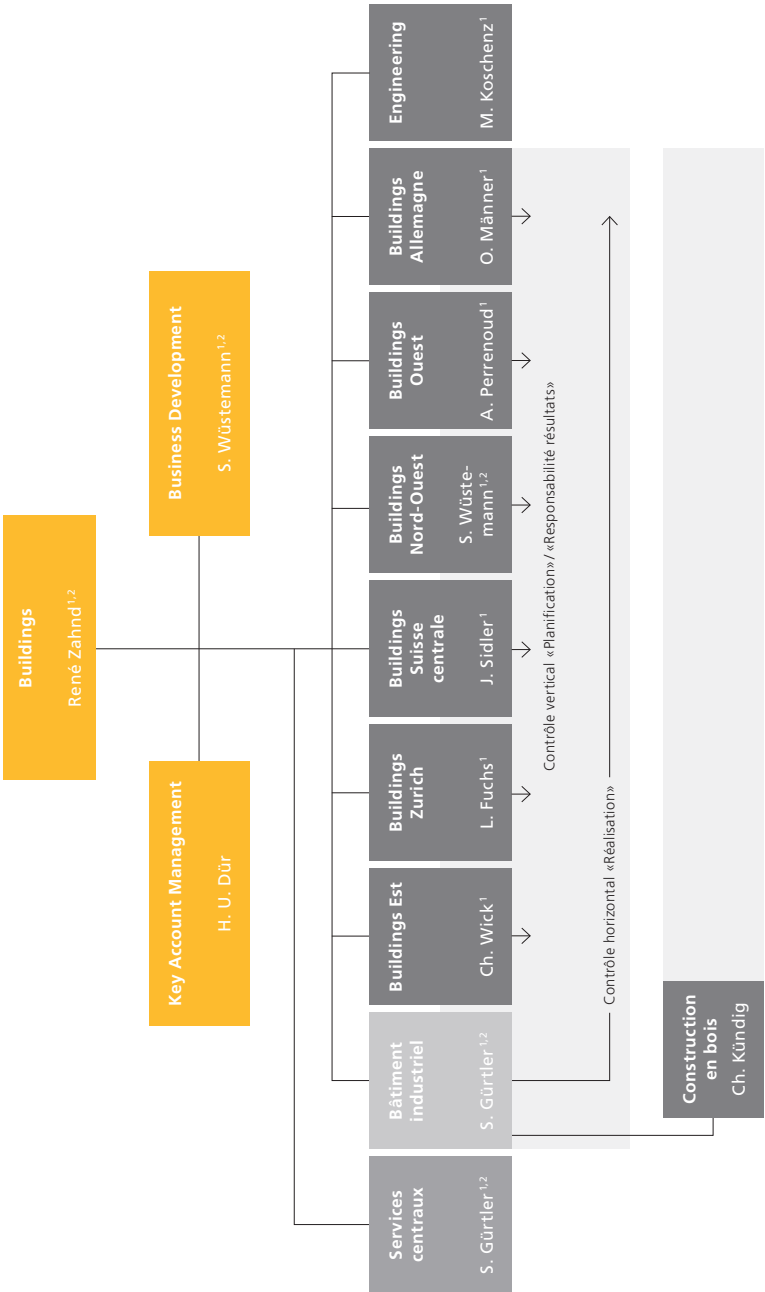 Buildings
René Zahnd1,2
Key Account Management
H. U. Dür
Business Development
S. Wüstemann1,2
Services
centraux
S. Gürtler1,2
Bâtiment
industriel
S. Gürtler1,2
Buildings Est
Ch. Wick1
Buildings
Zurich
L. Fuchs1
Buildings
Suisse
centrale
J. Sidler1
Buildings
Nord-Ouest
S. Wüste-
mann1,2
Buildings
Ouest
A. Perrenoud1
Buildings
Allemagne
O. Männer1
Engineering
M. Koschenz1
Contrôle vertical «Planification» / «Responsabilité résultats»
Contrôle horizontal «Réalisation»
Construction
en bois
Ch. Kündig